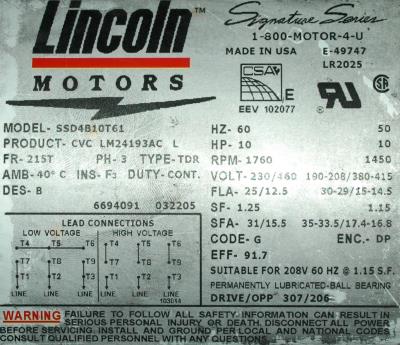 Lincoln™
MOTORS
Signature Series
1-800-MOTOR-4-U
MADE IN USA E-49747
LR2025
CSA
E
EEV 102077
MODEL- SSD4B10T61
PRODUCT- CVC LM24193AC L
FR- 215T PH- 3 TYPE-TDR
AMB- 40°C INS- F3 DUTY-CONT.
DES- B
6694091 032205
HZ- 60 50
HP- 10 10
RPM- 1760 1450
VOLT- 230/460 190-208/380-415
FLA- 25/12.5 30-29/15-14.5
SF- 1.25 1.15
SFA- 31/15.5 35-33.5/17.4-16.8
CODE- G ENC.- DP
EFF- 91.7
SUITABLE FOR 208V 60 HZ @ 1.15 S.F.
PERMANENTLY LUBRICATED-BALL BEARING
DRIVE/OPP 307/206
LEAD CONNECTIONS
LOW VOLTAGE HIGH VOLTAGE
T4 T5 T6 T4 T5 T6
T7 T8 T9 T7 T8 T9
T1 T2 T3 T1 T2 T3
LINE LINE LINE LINE LINE LINE
103044
WARNING FAILURE TO FOLLOW ALL SAFETY INFORMATION CAN RESULT IN
SERIOUS PERSONAL INJURY OR DEATH. DISCONNECT ALL POWER
BEFORE SERVICING. INSTALL AND GROUND PER LOCAL AND NATIONAL CODES
CONSULT QUALIFIED PERSONNEL WITH ANY QUESTIONS.